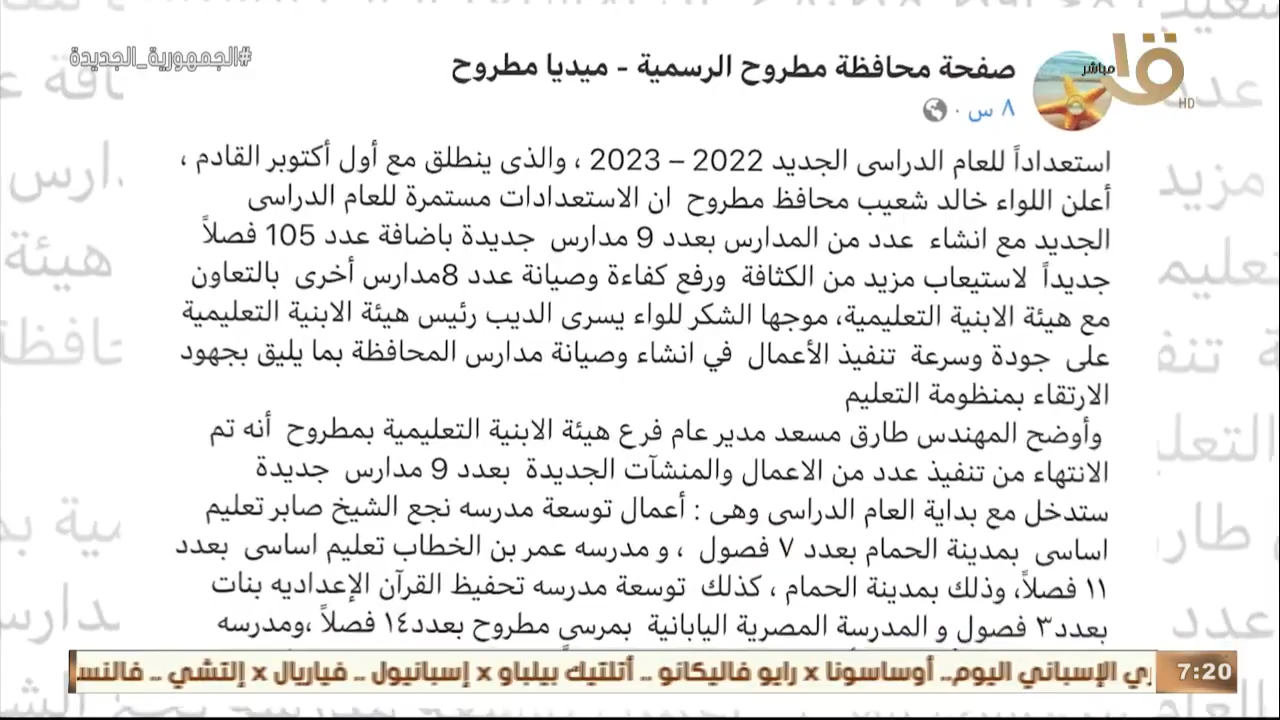 #الجمهورية_الجديدة
مباشر
HD
صفحة محافظة مطروح الرسمية - ميديا مطروح
٨ س ·
استعداداً للعام الدراسى الجديد 2022 – 2023 ، والذى ينطلق مع أول أكتوبر القادم ،
أعلن اللواء خالد شعيب محافظ مطروح ان الاستعدادات مستمرة للعام الدراسى
الجديد مع انشاء عدد من المدارس بعدد 9 مدارس جديدة باضافة عدد 105 فصلاً
جديداً لاستيعاب مزيد من الكثافة ورفع كفاءة وصيانة عدد 8مدارس أخرى بالتعاون
مع هيئة الابنية التعليمية، موجها الشكر للواء يسرى الديب رئيس هيئة الابنية التعليمية
على جودة وسرعة تنفيذ الأعمال في انشاء وصيانة مدارس المحافظة بما يليق بجهود
الارتقاء بمنظومة التعليم
وأوضح المهندس طارق مسعد مدير عام فرع هيئة الابنية التعليمية بمطروح أنه تم
الانتهاء من تنفيذ عدد من الاعمال والمنشآت الجديدة بعدد 9 مدارس جديدة
ستدخل مع بداية العام الدراسى وهى : أعمال توسعة مدرسه نجع الشيخ صابر تعليم
اساسى بمدينة الحمام بعدد ٧ فصول ، و مدرسه عمر بن الخطاب تعليم اساسى بعدد
١١ فصلاً، وذلك بمدينة الحمام ، كذلك توسعة مدرسه تحفيظ القرآن الإعداديه بنات
بعدد٣ فصول و المدرسة المصرية اليابانية بمرسى مطروح بعدد١٤ فصلاً ،ومدرسه
ري الإسباني اليوم.. أوساسونا x رايو فاليكانو .. أتلتيك بيلباو x إسبانيول .. فياريال x إلتشي .. فالنس
7:20